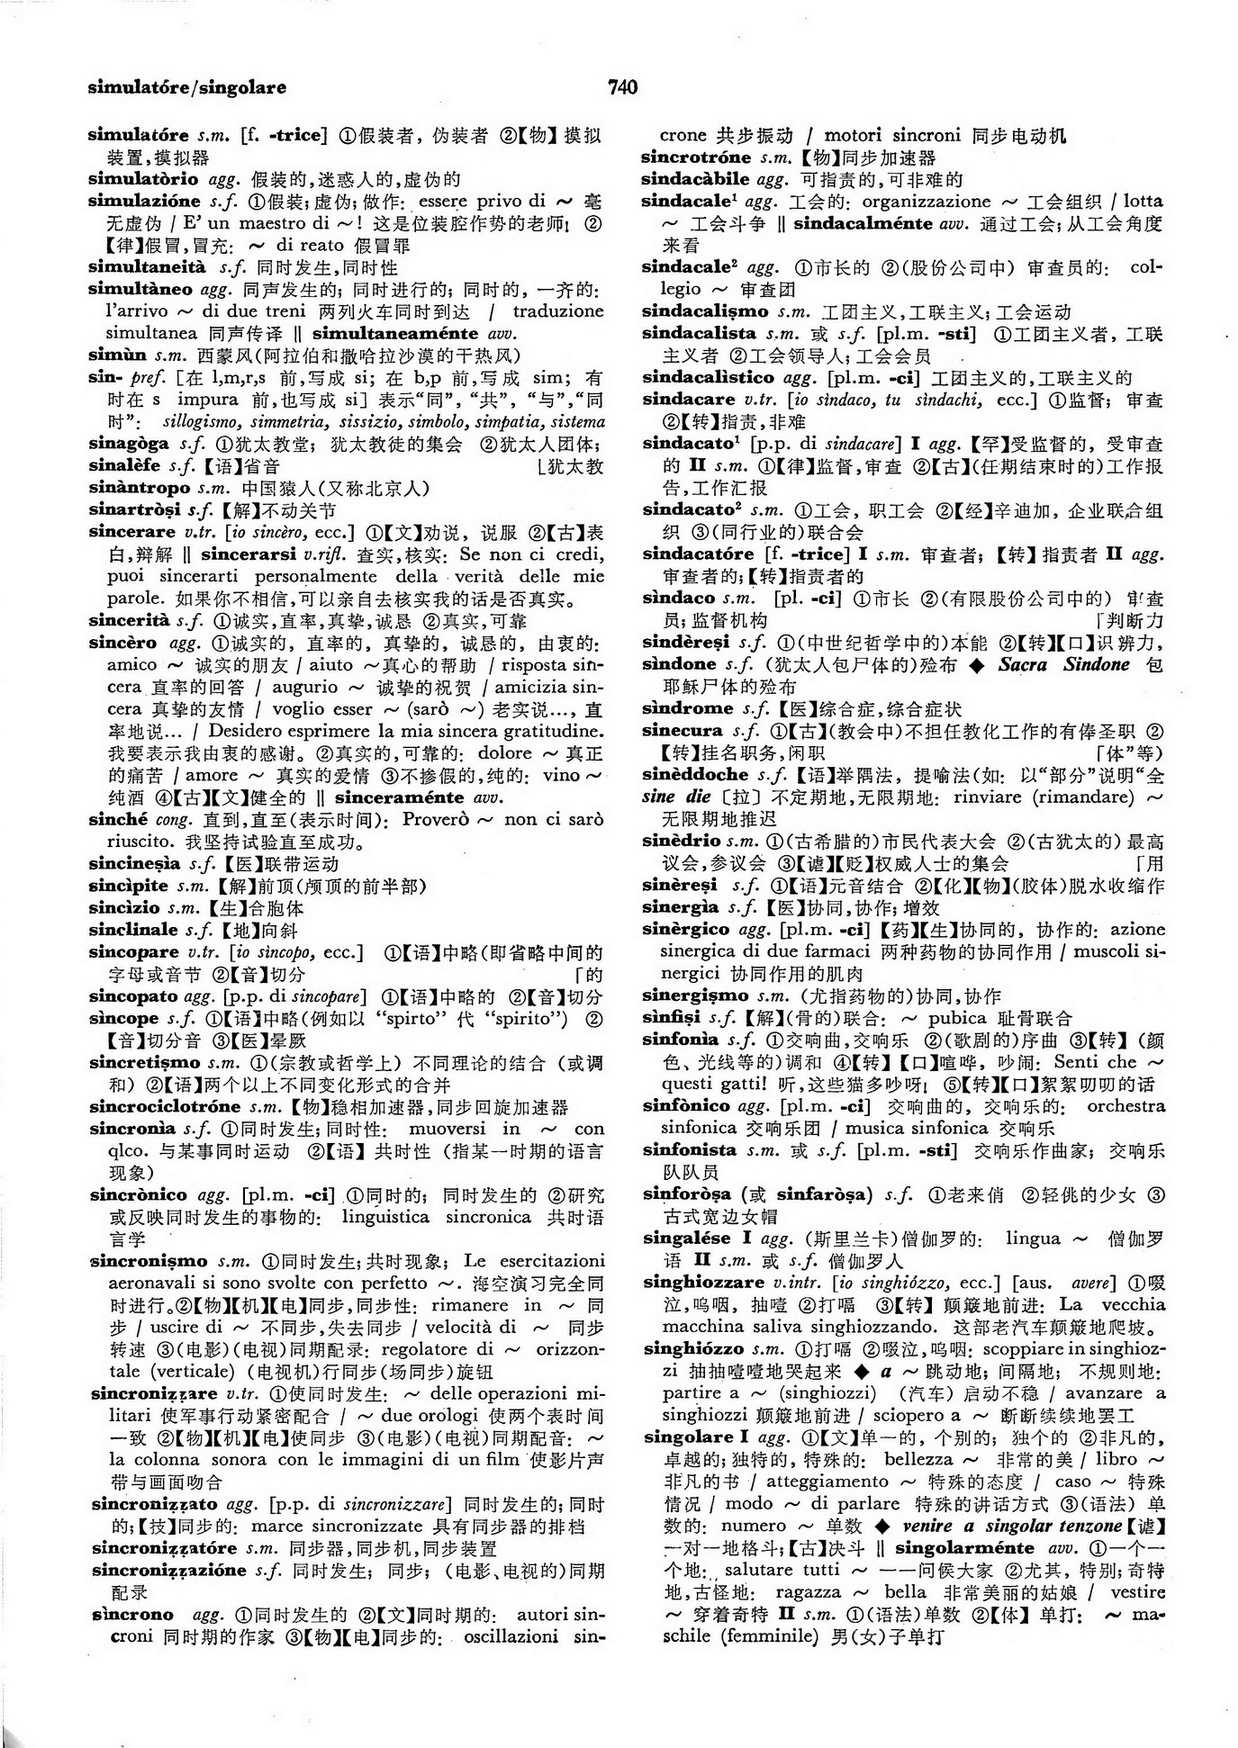 simulatóre/singolare
740
simulatóre s.m. [f. -trice] ①假装者, 伪装者 ②【物】摸拟
装置,摸拟器
simulatòrio agg. 假装的,迷惑人的,虚伪的
simulazióne s.f. ①假装; 虚伪; 做作: essere privo di ~ 毫
无虚伪 / E' un maestro di ~! 这是位装腔作势的老师! ②
【律】假冒,冒充: ~ di reato 假冒罪
simultaneità s.f. 同时发生,同时性
simultàneo agg. 同声发生的; 同时进行的; 同时的, 一齐的:
l'arrivo ~ di due treni 两列火车同时到达 / traduzione
simultanea 同声传译 ‖ simultaneaménte avv.
simùn s.m. 西蒙风(阿拉伯和撒哈拉沙漠的干热风)
sin- pref. [在 l,m,r,s 前,写成 si; 在 b,p 前,写成 sim; 有
时在 s impura 前,也写成 si] 表示“同”, “共”, “与”,“同
时”: sillogismo, simmetria, sissizio, simbolo, simpatia, sistema
sinagòga s.f. ①犹太教堂; 犹太教徒的集会 ②犹太人团体;
sinalèfe s.f. 【语】省音 ⌊犹太教
sinàntropo s.m. 中国猿人(又称北京人)
sinartròṣi s.f. 【解】不动关节
sincerare v.tr. [io sincèro, ecc.] ①【文】劝说, 说服 ②【古】表
白,辩解 ‖ sincerarsi v.rifl. 查实,核实: Se non ci credi,
puoi sincerarti personalmente della verità delle mie
parole. 如果你不相信,可以亲自去核实我的话是否真实。
sincerità s.f. ①诚实,直率,真挚,诚恳 ②真实,可靠
sincèro agg. ①诚实的, 直率的, 真挚的, 诚恳的, 由衷的:
amico ~ 诚实的朋友 / aiuto ~真心的帮助 / risposta sin-
cera 直率的回答 / augurio ~ 诚挚的祝贺 / amicizia sin-
cera 真挚的友情 / voglio esser ~ (sarò ~) 老实说..., 直
率地说... / Desidero esprimere la mia sincera gratitudine.
我要表示我由衷的感谢。②真实的,可靠的: dolore ~ 真正
的痛苦 / amore ~ 真实的爱情 ③不掺假的,纯的: vino ~
纯酒 ④【古】【文】健全的 ‖ sinceraménte avv.
sinché cong. 直到,直至(表示时间): Proverò ~ non ci sarò
riuscito. 我坚持试验直至成功。
sincineṣìa s.f. 【医】联带运动
sincìpite s.m. 【解】前顶(颅顶的前半部)
sincìzio s.m. 【生】合胞体
sinclinale s.f. 【地】向斜
sincopare v.tr. [io sìncopo, ecc.] ①【语】中略(即省略中间的
字母或音节 ②【音】切分 ⌈的
sincopato agg. [p.p. di sincopare] ①【语】中略的 ②【音】切分
sìncope s.f. ①【语】中略(例如以 “spirto” 代 “spirito”) ②
【音】切分音 ③【医】晕厥
sincretiṣmo s.m. ①(宗教或哲学上) 不同理论的结合 (或调
和) ②【语】两个以上不同变化形式的合并
sincrociclotróne s.m. 【物】稳相加速器,同步回旋加速器
sincronìa s.f. ①同时发生; 同时性: muoversi in ~ con
qlco. 与某事同时运动 ②【语】 共时性 (指某一时期的语言
现象)
sincrònico agg. [pl.m. -ci] ①同时的; 同时发生的 ②研究
或反映同时发生的事物的: linguistica sincronica 共时语
言学
sincroniṣmo s.m. ①同时发生; 共时现象; Le esercitazioni
aeronavali si sono svolte con perfetto ~. 海空演习完全同
时进行。②【物】【机】【电】同步,同步性: rimanere in ~ 同
步 / uscire di ~ 不同步,失去同步 / velocità di ~ 同步
转速 ③(电影)(电视)同期配录: regolatore di ~ orizzon-
tale (verticale) (电视机)行同步(场同步)旋钮
sincroniẓẓare v.tr. ①使同时发生: ~ delle operazioni mi-
litari 使军事行动紧密配合 / ~ due orologi 使两个表时间
一致 ②【物】【机】【电】使同步 ③(电影)(电视)同期配音: ~
la colonna sonora con le immagini di un film 使影片声
带与画面吻合
sincroniẓẓato agg. [p.p. di sincronizzare] 同时发生的; 同时
的;【技】同步的: marce sincronizzate 具有同步器的排档
sincroniẓẓatóre s.m. 同步器,同步机,同步装置
sincroniẓẓazióne s.f. 同时发生; 同步; (电影、电视的)同期
配录
sìncrono agg. ①同时发生的 ②【文】同时期的: autori sin-
croni 同时期的作家 ③【物】【电】同步的: oscillazioni sin-
crone 共步振动 / motori sincroni 同步电动机
sincrotróne s.m. 【物】同步加速器
sindacàbile agg. 可指责的,可非难的
sindacale¹ agg. 工会的: organizzazione ~ 工会组织 / lotta
~ 工会斗争 ‖ sindacalménte avv. 通过工会; 从工会角度
来看
sindacale² agg. ①市长的 ②(股份公司中) 审查员的: col-
legio ~ 审查团
sindacaliṣmo s.m. 工团主义,工联主义; 工会运动
sindacalista s.m. 或 s.f. [pl.m. -sti] ①工团主义者, 工联
主义者 ②工会领导人; 工会会员
sindacalìstico agg. [pl.m. -ci] 工团主义的,工联主义的
sindacare v.tr. [io sìndaco, tu sìndachi, ecc.] ①监督; 审查
②【转】指责,非难
sindacato¹ [p.p. di sindacare] I agg. 【罕】受监督的, 受审查
的 II s.m. ①【律】监督,审查 ②【古】(任期结束时的)工作报
告,工作汇报
sindacato² s.m. ①工会, 职工会 ②【经】辛迪加, 企业联合组
织 ③(同行业的)联合会
sindacatóre [f. -trice] I s.m. 审查者; 【转】指责者 II agg.
审查者的;【转】指责者的
sìndaco s.m. [pl. -ci] ①市长 ②(有限股份公司中的) 审查
员; 监督机构 ⌈判断力
sindèreṣi s.f. ①(中世纪哲学中的)本能 ②【转】【口】识辨力,
sìndone s.f. (犹太人包尸体的)殓布 ◆ Sacra Sindone 包
耶稣尸体的殓布
sìndrome s.f. 【医】综合症,综合症状
sinecura s.f. ①【古】(教会中)不担任教化工作的有俸圣职 ②
【转】挂名职务,闲职 ⌈体”等)
sinèddoche s.f. 【语】举隅法, 提喻法(如: 以“部分”说明“全
sine die 〔拉〕不定期地,无限期地: rinviare (rimandare) ~
无限期地推迟
sinèdrio s.m. ①(古希腊的)市民代表大会 ②(古犹太的) 最高
议会,参议会 ③【谑】【贬】权威人士的集会 ⌈用
sinèreṣi s.f. ①【语】元音结合 ②【化】【物】(胶体)脱水收缩作
sinergìa s.f. 【医】协同,协作; 增效
sinèrgico agg. [pl.m. -ci] 【药】【生】协同的, 协作的: azione
sinergica di due farmaci 两种药物的协同作用 / muscoli si-
nergici 协同作用的肌肉
sinergiṣmo s.m. (尤指药物的)协同,协作
sìnfiṣi s.f. 【解】(骨的)联合: ~ pubica 耻骨联合
sinfonìa s.f. ①交响曲,交响乐 ②(歌剧的)序曲 ③【转】 (颜
色、光线等的)调和 ④【转】【口】喧哗, 吵闹: Senti che ~
questi gatti! 听,这些猫多吵呀! ⑤【转】【口】絮絮叨叨的话
sinfònico agg. [pl.m. -ci] 交响曲的, 交响乐的: orchestra
sinfonica 交响乐团 / musica sinfonica 交响乐
sinfonista s.m. 或 s.f. [pl.m. -sti] 交响乐作曲家; 交响乐
队队员
sinforòṣa (或 sinfaròṣa) s.f. ①老来俏 ②轻佻的少女 ③
古式宽边女帽
singalése I agg. (斯里兰卡)僧伽罗的: lingua ~ 僧伽罗
语 II s.m. 或 s.f. 僧伽罗人
singhiozzare v.intr. [io singhiózzo, ecc.] [aus. avere] ①啜
泣,呜咽, 抽噎 ②打嗝 ③【转】 颠簸地前进: La vecchia
macchina saliva singhiozzando. 这部老汽车颠簸地爬坡。
singhiózzo s.m. ①打嗝 ②啜泣,呜咽: scoppiare in singhioz-
zi 抽抽噎噎地哭起来 ◆ a ~ 跳动地; 间隔地; 不规则地:
partire a ~ (singhiozzi) (汽车) 启动不稳 / avanzare a
singhiozzi 颠簸地前进 / sciopero a ~ 断断续续地罢工
singolare I agg. ①【文】单一的, 个别的; 独个的 ②非凡的,
卓越的; 独特的, 特殊的: bellezza ~ 非常的美 / libro ~
非凡的书 / atteggiamento ~ 特殊的态度 / caso ~ 特殊
情况 / modo ~ di parlare 特殊的讲话方式 ③(语法) 单
数的: numero ~ 单数 ◆ venire a singolar tenzone【谑】
一对一地格斗;【古】决斗 ‖ singolarménte avv. ①一个一
个地: salutare tutti ~ 一一问候大家 ②尤其, 特别; 奇特
地,古怪地: ragazza ~ bella 非常美丽的姑娘 / vestire
~ 穿着奇特 II s.m. ①(语法)单数 ②【体】 单打: ~ ma-
schile (femminile) 男(女)子单打